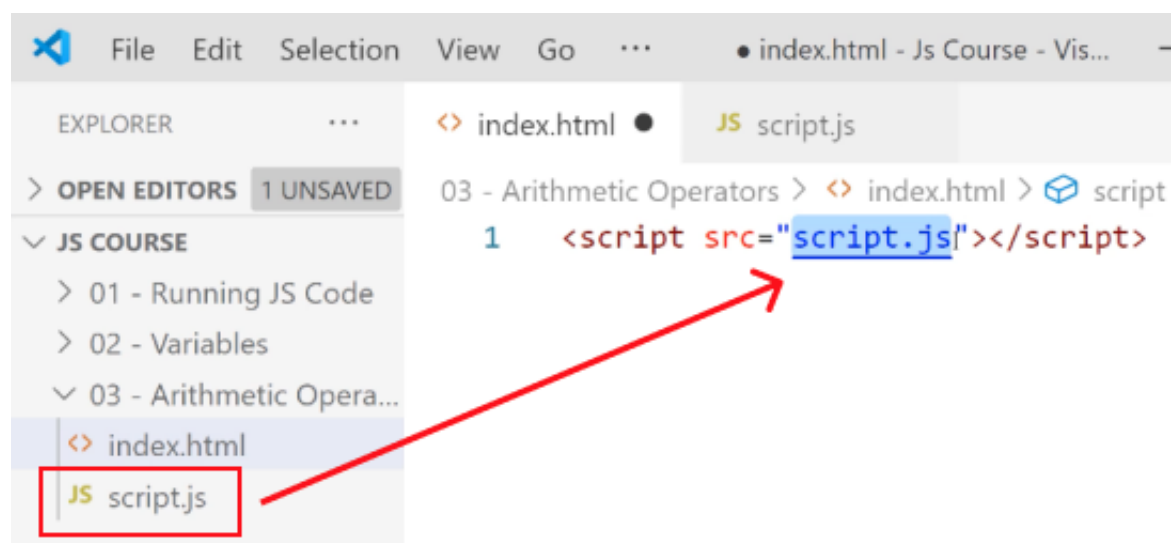 File Edit Selection View Go ··· ● index.html - Js Course - Vis...
EXPLORER ···
<> index.html ●
JS script.js
> OPEN EDITORS 1 UNSAVED
03 - Arithmetic Operators > <> index.html > script
JS COURSE
1 <script src="script.js"></script>
> 01 - Running JS Code
> 02 - Variables
03 - Arithmetic Opera...
<> index.html
JS script.js